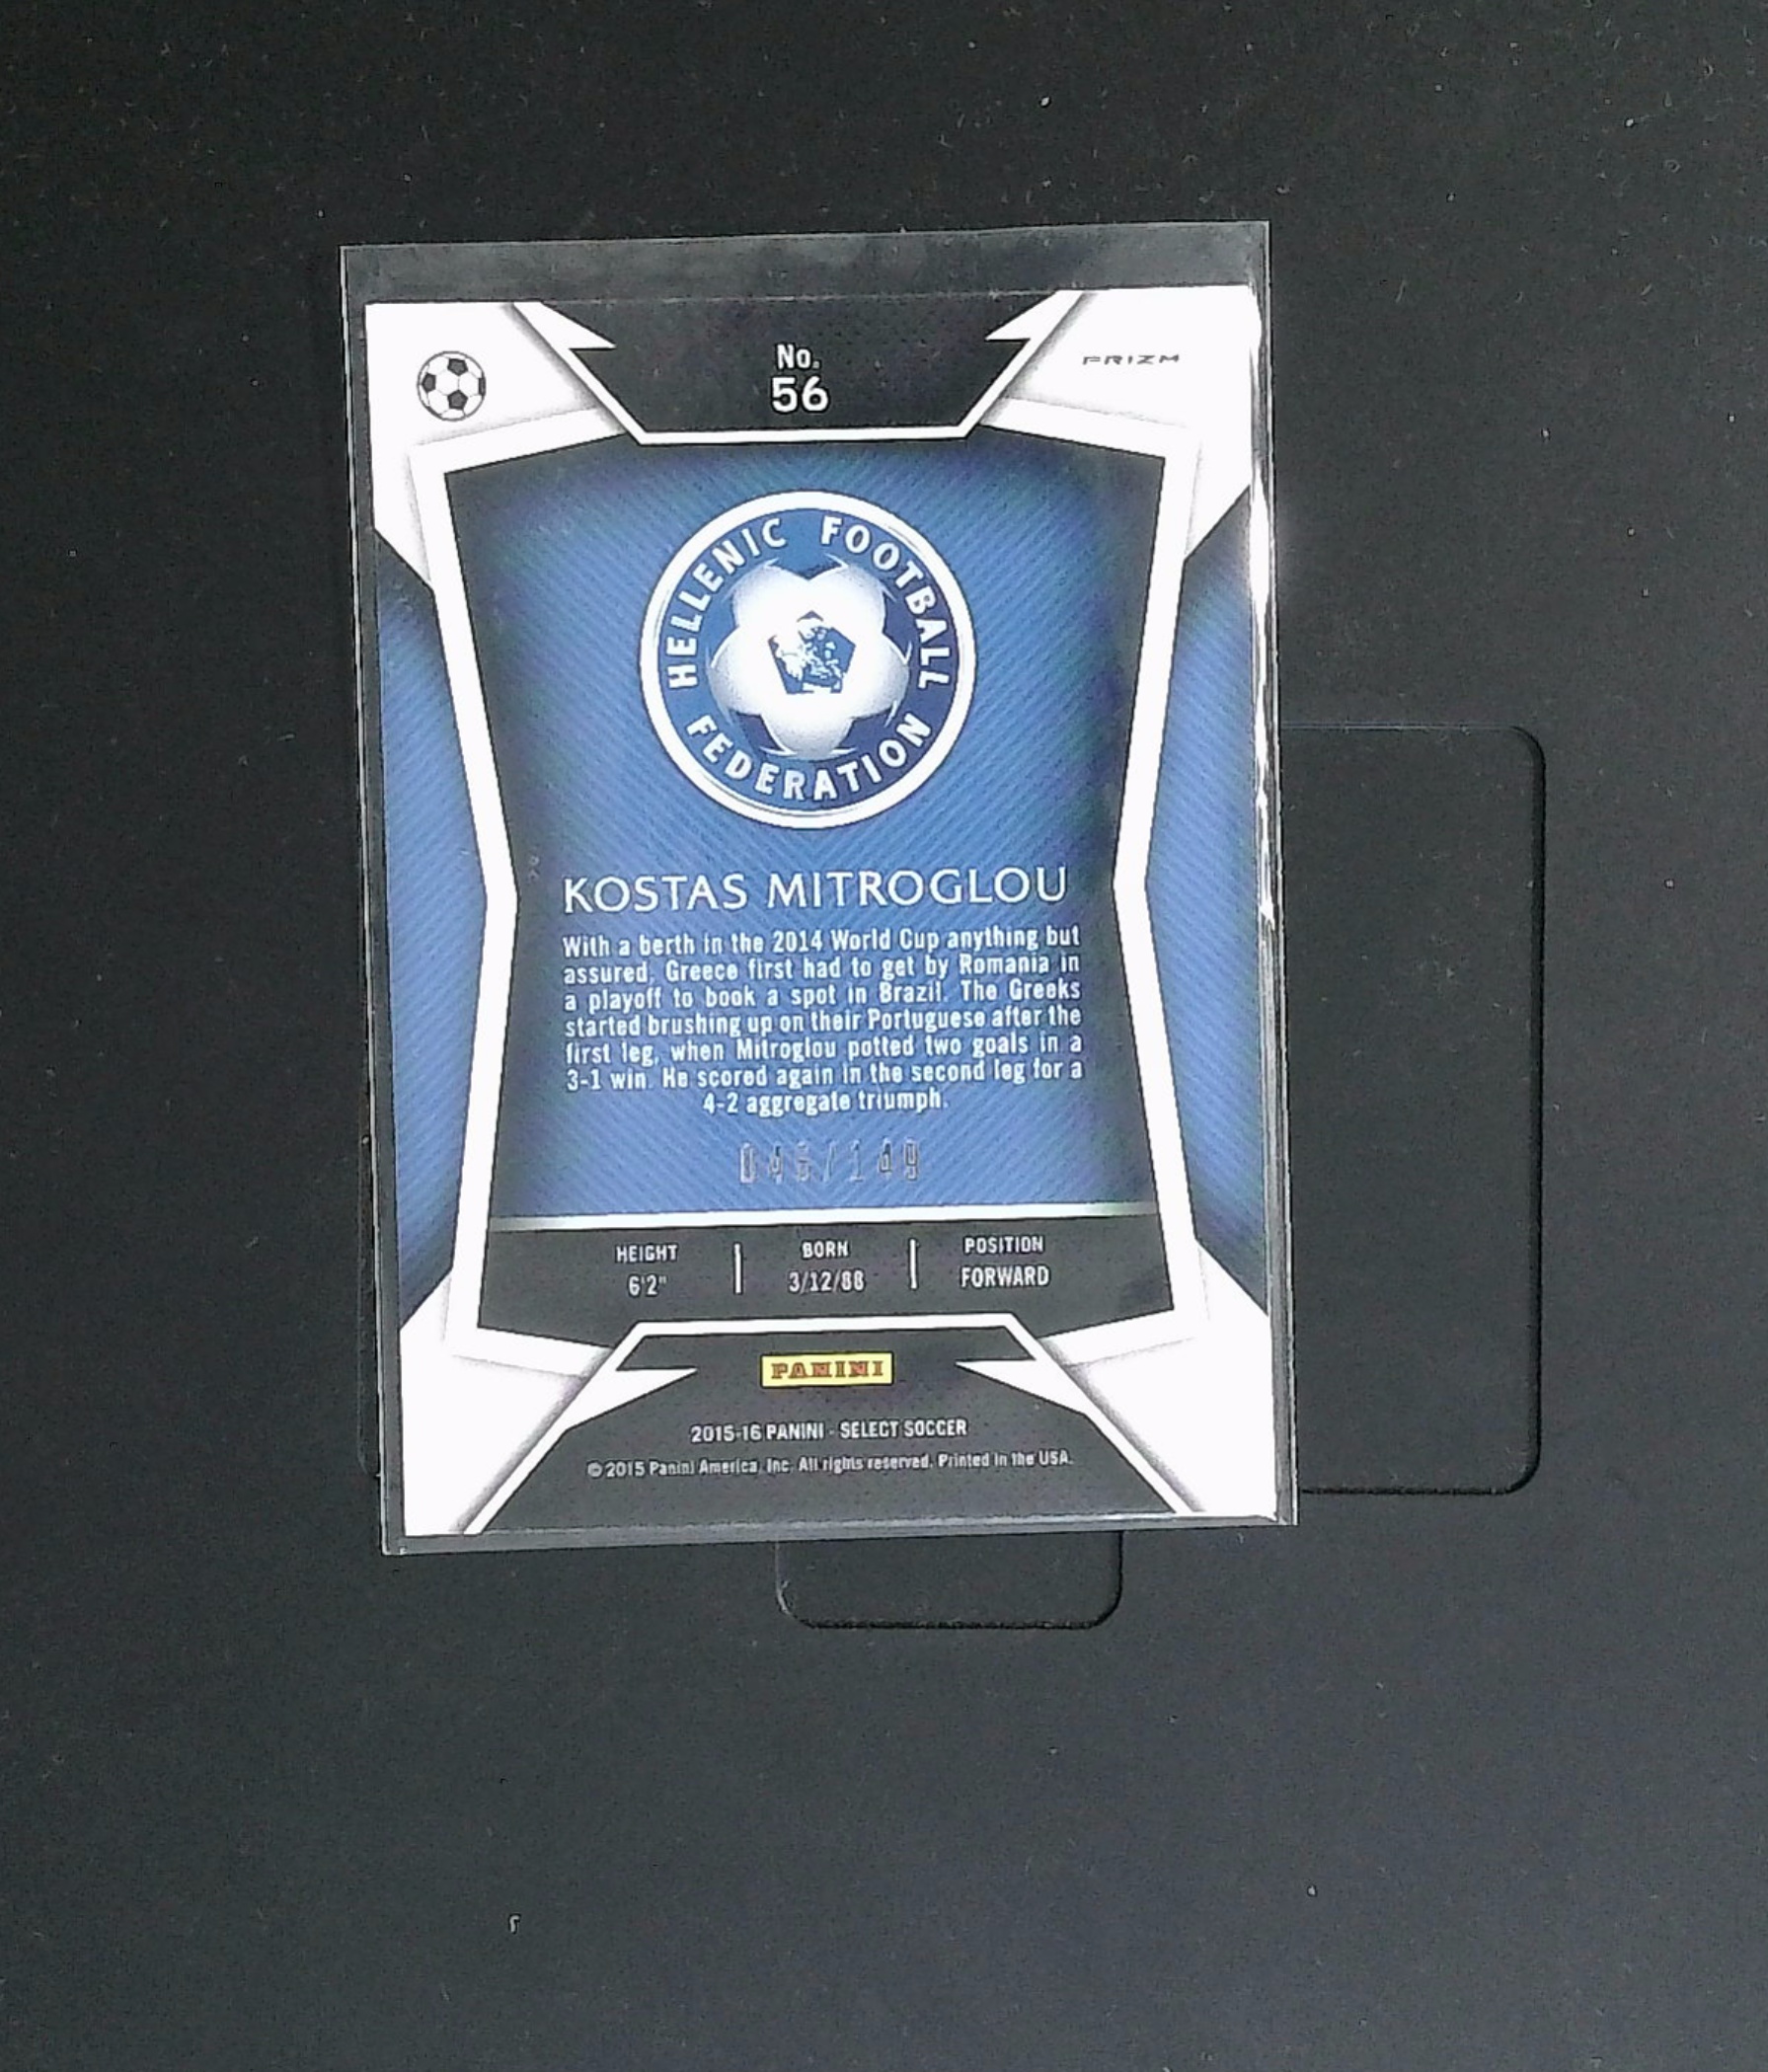 No.
56
PRIZM
HELLENIC FOOTBALL
FEDERATION
KOSTAS MITROGLOU
With a berth in the 2014 World Cup anything but
assured, Greece first had to get by Romania in
a playoff to book a spot in Brazil. The Greeks
started brushing up on their Portuguese after the
first leg, when Mitroglou potted two goals in a
3-1 win. He scored again in the second leg for a
4-2 aggregate triumph.
HEIGHT
6'2"
BORN
3/12/88
POSITION
FORWARD
PANINI
2015-16 PANINI - SELECT SOCCER
© 2015 Panini America, Inc. All rights reserved. Printed in the USA.